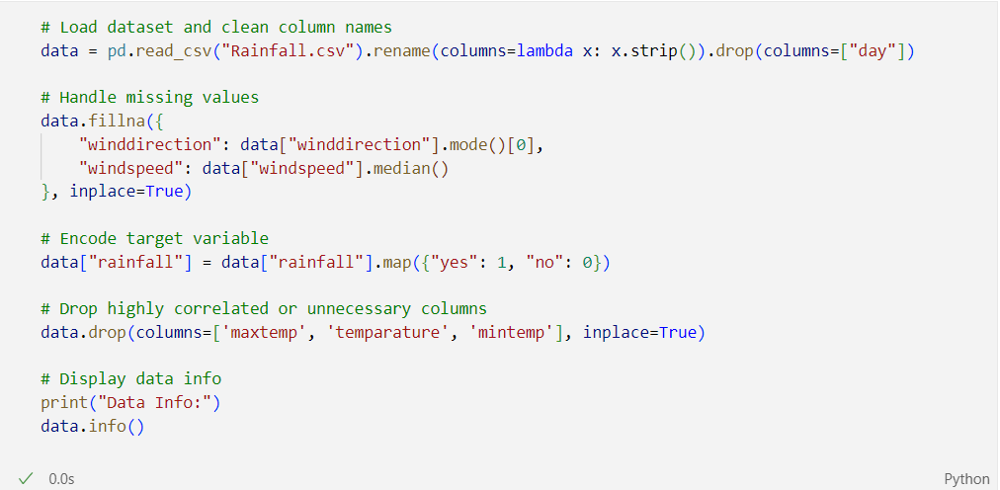 # Load dataset and clean column names
data = pd.read_csv("Rainfall.csv").rename(columns=lambda x: x.strip()).drop(columns=["day"])

# Handle missing values
data.fillna({
    "winddirection": data["winddirection"].mode()[0],
    "windspeed": data["windspeed"].median()
}, inplace=True)

# Encode target variable
data["rainfall"] = data["rainfall"].map({"yes": 1, "no": 0})

# Drop highly correlated or unnecessary columns
data.drop(columns=['maxtemp', 'temparature', 'mintemp'], inplace=True)

# Display data info
print("Data Info:")
data.info()

0.0s
Python